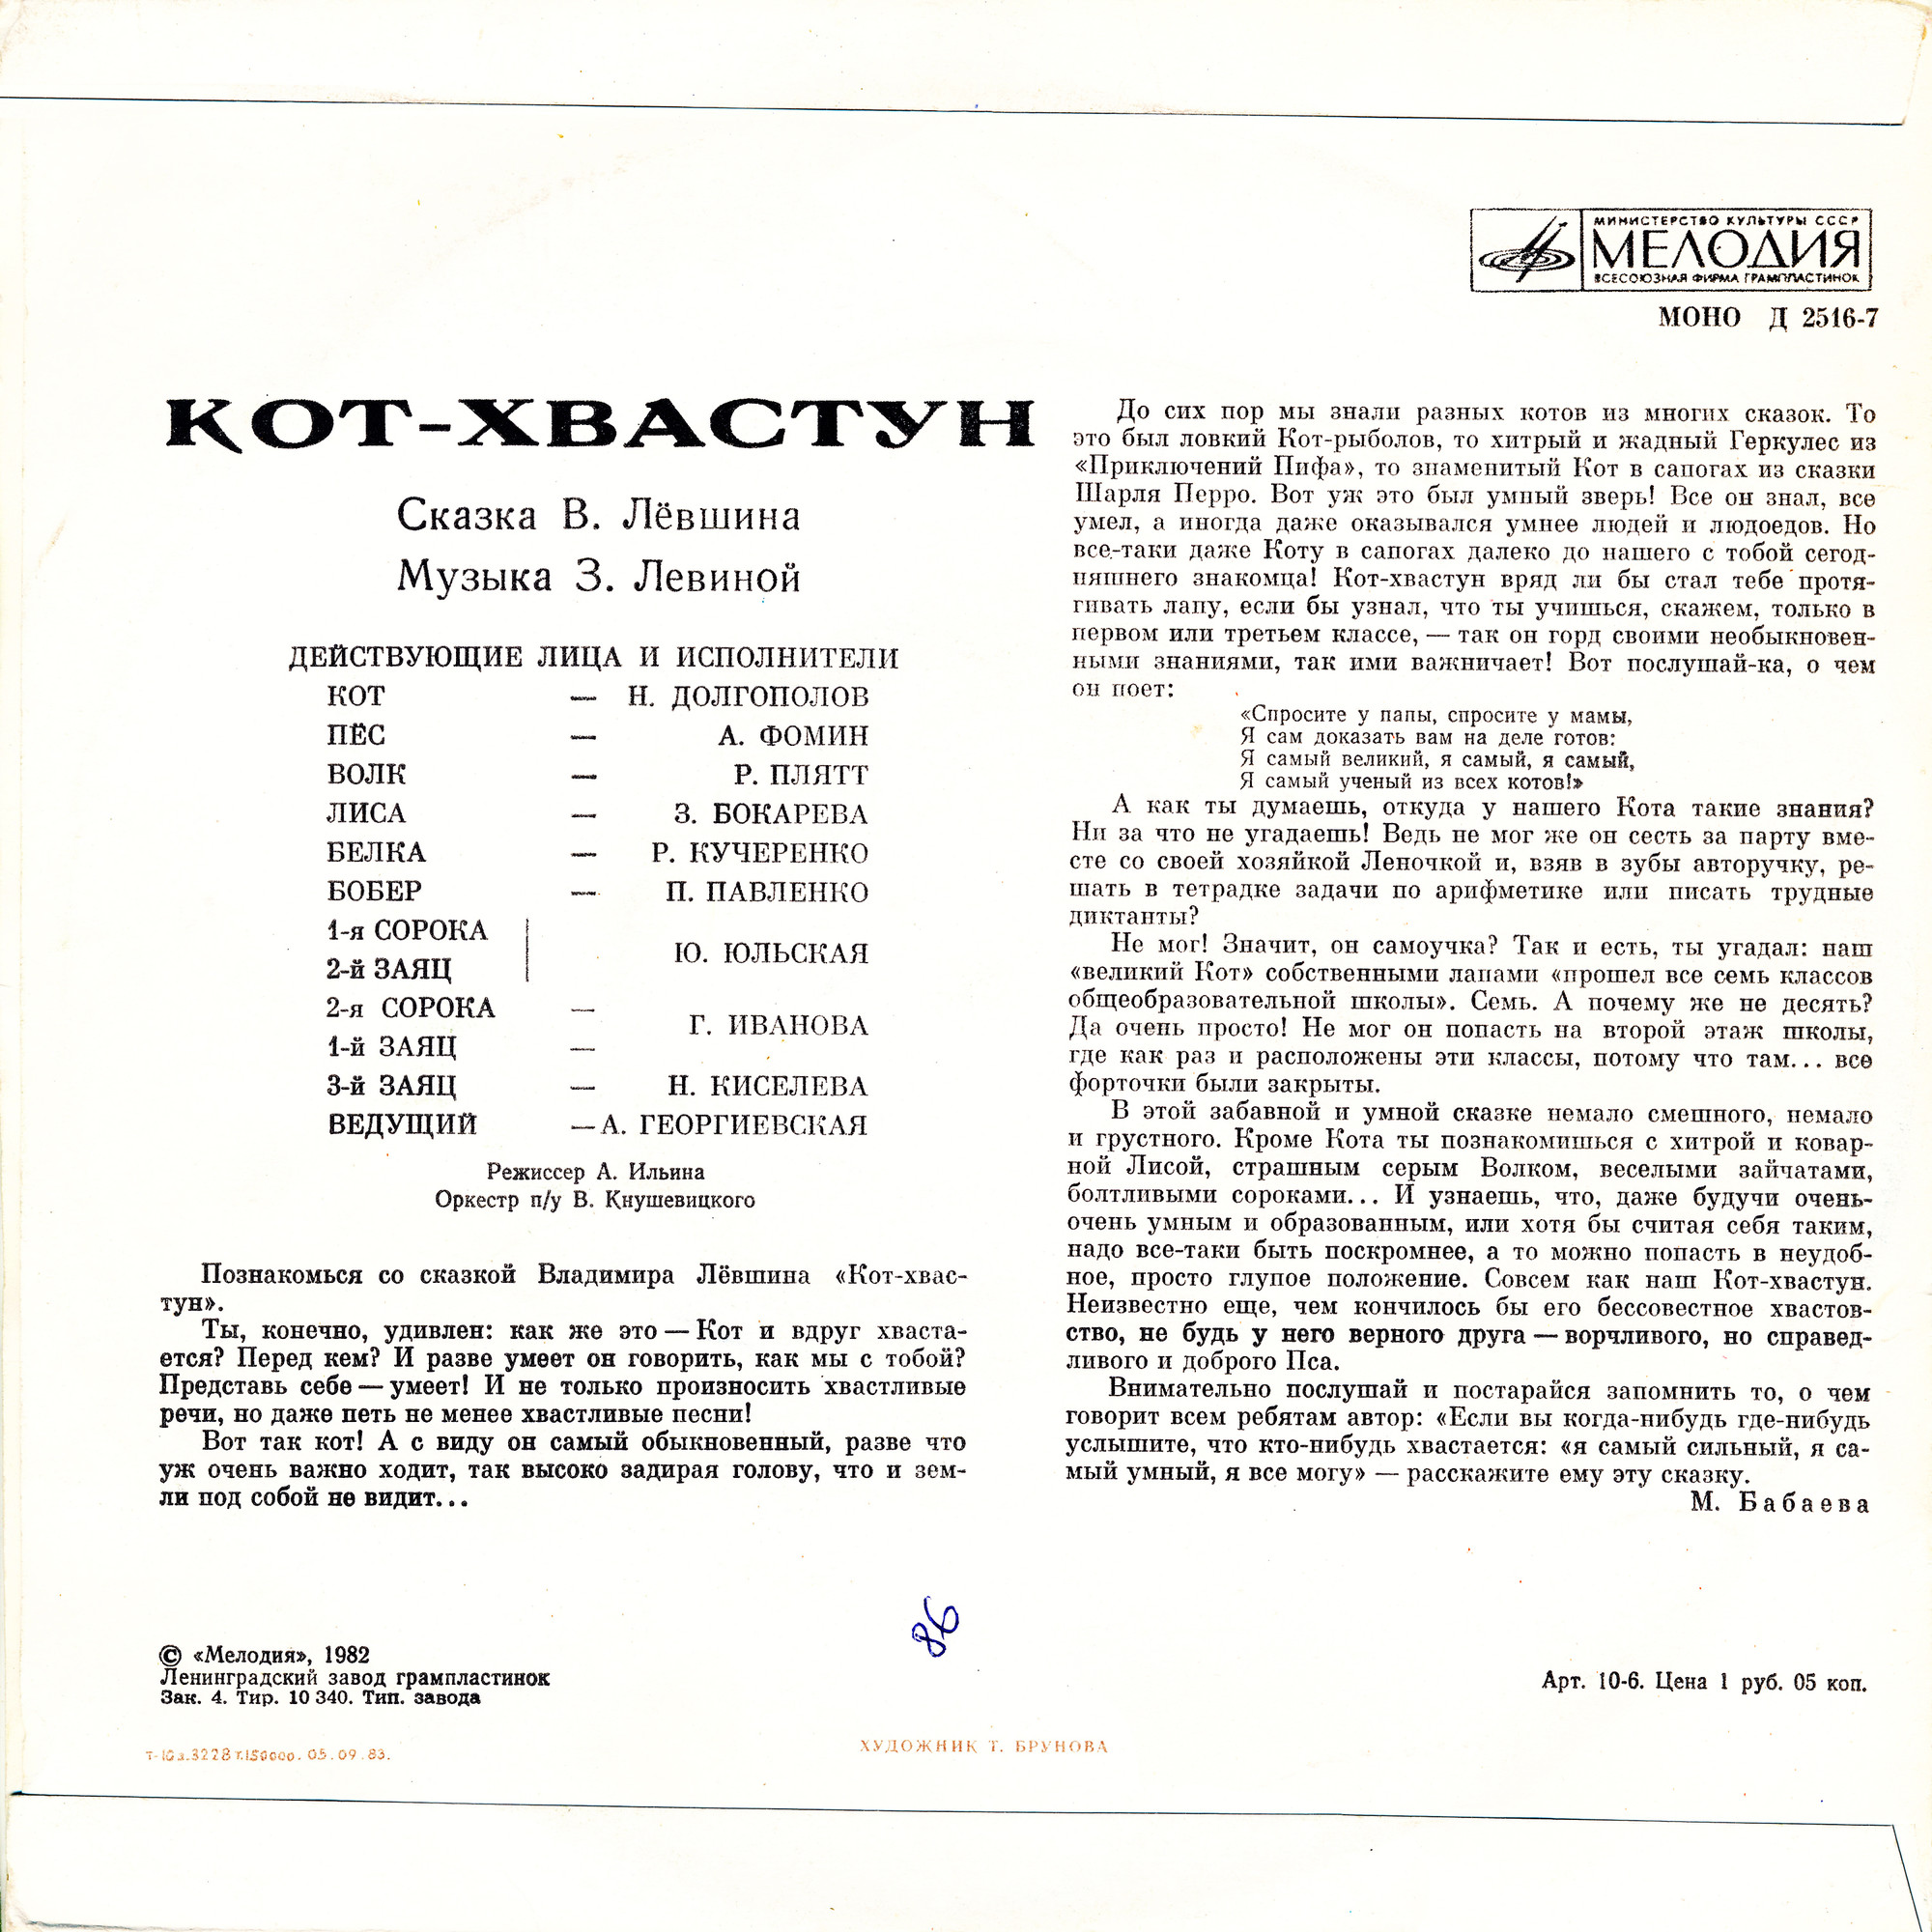 МИНИСТЕРСТВО КУЛЬТУРЫ СССР
МЕЛОДИЯ
ВСЕСОЮЗНАЯ ФИРМА ГРАМПЛАСТИНОК
МОНО Д 2516-7
КОТ-ХВАСТУН
Сказка В. Лёвшина
Музыка З. Левиной
ДЕЙСТВУЮЩИЕ ЛИЦА И ИСПОЛНИТЕЛИ
КОТ — Н. ДОЛГОПОЛОВ
ПЁС — А. ФОМИН
ВОЛК — Р. ПЛЯТТ
ЛИСА — З. БОКАРЕВА
БЕЛКА — Р. КУЧЕРЕНКО
БОБЕР — П. ПАВЛЕНКО
1-я СОРОКА
2-й ЗАЯЦ
Ю. ЮЛЬСКАЯ
2-я СОРОКА —
1-й ЗАЯЦ —
Г. ИВАНОВА
3-й ЗАЯЦ — Н. КИСЕЛЕВА
ВЕДУЩИЙ — А. ГЕОРГИЕВСКАЯ
Режиссер А. Ильина
Оркестр п/у В. Кнушевицкого
Познакомься со сказкой Владимира Лёвшина «Кот-хвас-
тун».
Ты, конечно, удивлен: как же это — Кот и вдруг хваста-
ется? Перед кем? И разве умеет он говорить, как мы с тобой?
Представь себе — умеет! И не только произносить хвастливые
речи, но даже петь не менее хвастливые песни!
Вот так кот! А с виду он самый обыкновенный, разве что
уж очень важно ходит, так высоко задирая голову, что и зем-
ли под собой не видит...
До сих пор мы знали разных котов из многих сказок. То
это был ловкий Кот-рыболов, то хитрый и жадный Геркулес из
«Приключений Пифа», то знаменитый Кот в сапогах из сказки
Шарля Перро. Вот уж это был умный зверь! Все он знал, все
умел, а иногда даже оказывался умнее людей и людоедов. Но
все-таки даже Коту в сапогах далеко до нашего с тобой сегод-
няшнего знакомца! Кот-хвастун вряд ли бы стал тебе протя-
гивать лапу, если бы узнал, что ты учишься, скажем, только в
первом или третьем классе, — так он горд своими необыкновен-
ными знаниями, так ими важничает! Вот послушай-ка, о чем
он поет:
«Спросите у папы, спросите у мамы,
Я сам доказать вам на деле готов:
Я самый великий, я самый, я самый,
Я самый ученый из всех котов!»
А как ты думаешь, откуда у нашего Кота такие знания?
Ни за что не угадаешь! Ведь не мог же он сесть за парту вме-
сте со своей хозяйкой Леночкой и, взяв в зубы авторучку, ре-
шать в тетрадке задачи по арифметике или писать трудные
диктанты?
Не мог! Значит, он самоучка? Так и есть, ты угадал: наш
«великий Кот» собственными лапами «прошел все семь классов
общеобразовательной школы». Семь. А почему же не десять?
Да очень просто! Не мог он попасть на второй этаж школы,
где как раз и расположены эти классы, потому что там... все
форточки были закрыты.
В этой забавной и умной сказке немало смешного, немало
и грустного. Кроме Кота ты познакомишься с хитрой и ковар-
ной Лисой, страшным серым Волком, веселыми зайчатами,
болтливыми сороками... И узнаешь, что, даже будучи очень-
очень умным и образованным, или хотя бы считая себя таким,
надо все-таки быть поскромнее, а то можно попасть в неудоб-
ное, просто глупое положение. Совсем как наш Кот-хвастун.
Неизвестно еще, чем кончилось бы его бессовестное хвастов-
ство, не будь у него верного друга — ворчливого, но справед-
ливого и доброго Пса.
Внимательно послушай и постарайся запомнить то, о чем
говорит всем ребятам автор: «Если вы когда-нибудь где-нибудь
услышите, что кто-нибудь хвастается: «я самый сильный, я са-
мый умный, я все могу» — расскажите ему эту сказку.
М. Бабаева
86
© «Мелодия», 1982
Ленинградский завод грампластинок
Зак. 4. Тир. 10 340. Тип. завода
Арт. 10-6. Цена 1 руб. 05 коп.
з.3228 т.150000. 05.09.83.
ХУДОЖНИК Т. БРУНОВА